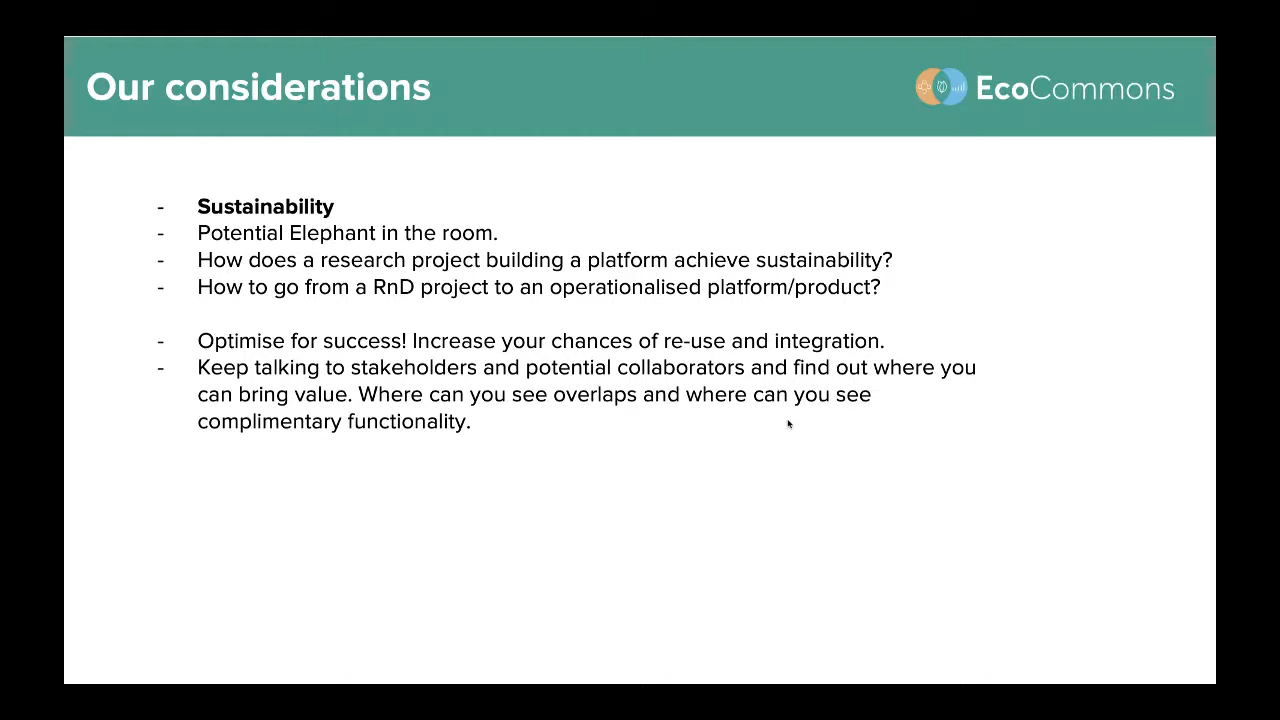 Our considerations
EcoCommons
- Sustainability
- Potential Elephant in the room.
- How does a research project building a platform achieve sustainability?
- How to go from a RnD project to an operationalised platform/product?
- Optimise for success! Increase your chances of re-use and integration.
- Keep talking to stakeholders and potential collaborators and find out where you
can bring value. Where can you see overlaps and where can you see
complimentary functionality.